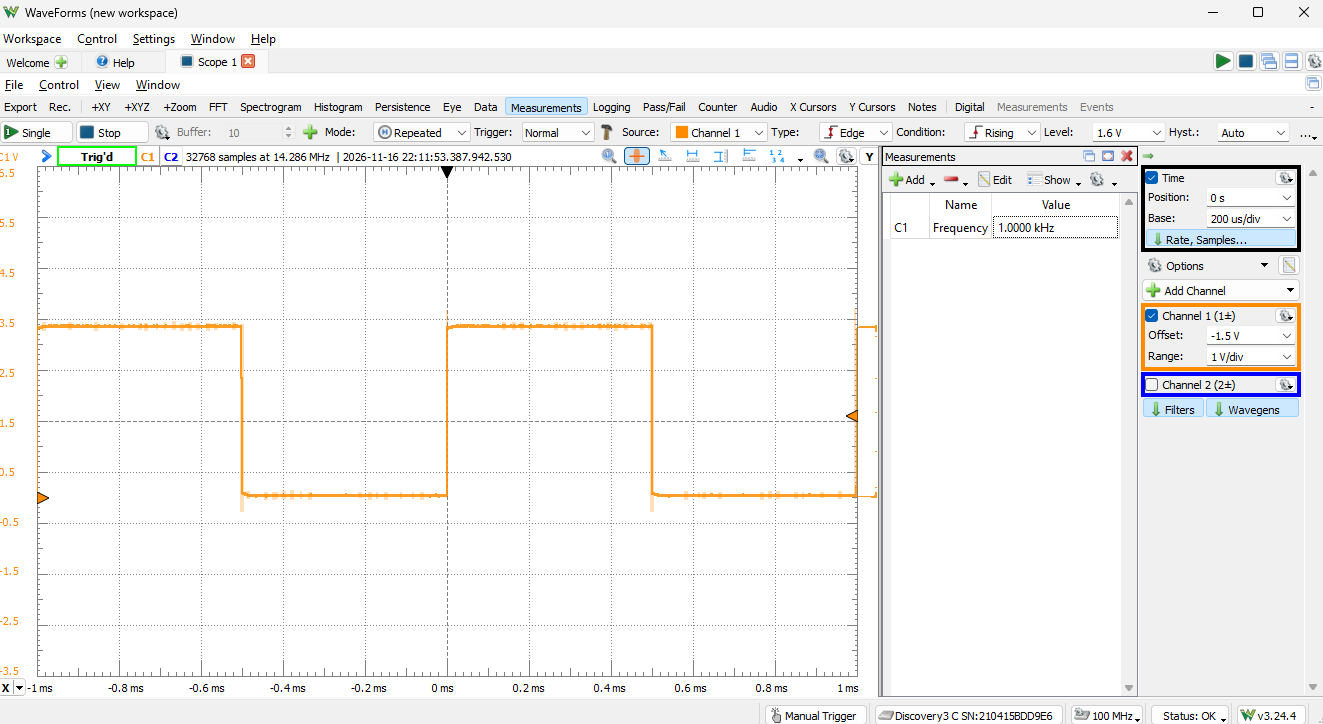 WaveForms (new workspace)
Workspace Control Settings Window Help
Welcome Help Scope 1
File Control View Window
Export Rec. +XY +XYZ +Zoom FFT Spectrogram Histogram Persistence Eye Data Measurements Logging Pass/Fail Counter Audio X Cursors Y Cursors Notes Digital Measurements Events
Single Stop Buffer: 10 Mode: Repeated Trigger: Normal Source: Channel 1 Type: Edge Condition: Rising Level: 1.6 V Hyst.: Auto ...
C1 V Trig'd C1 C2 32768 samples at 14.286 MHz | 2026-11-16 22:11:53.387.942.530 Y
6.5
5.5
4.5
3.5
2.5
1.5
0.5
-0.5
-1.5
-2.5
-3.5
X -1 ms -0.8 ms -0.6 ms -0.4 ms -0.2 ms 0 ms 0.2 ms 0.4 ms 0.6 ms 0.8 ms 1 ms
Measurements
Add Edit Show
Name Value
C1 Frequency 1.0000 kHz
Time
Position: 0 s
Base: 200 us/div
Rate, Samples...
Options
Add Channel
Channel 1 (1±)
Offset: -1.5 V
Range: 1 V/div
Channel 2 (2±)
Filters Wavegens
Manual Trigger Discovery3 C SN:210415BDD9E6 100 MHz Status: OK v3.24.4